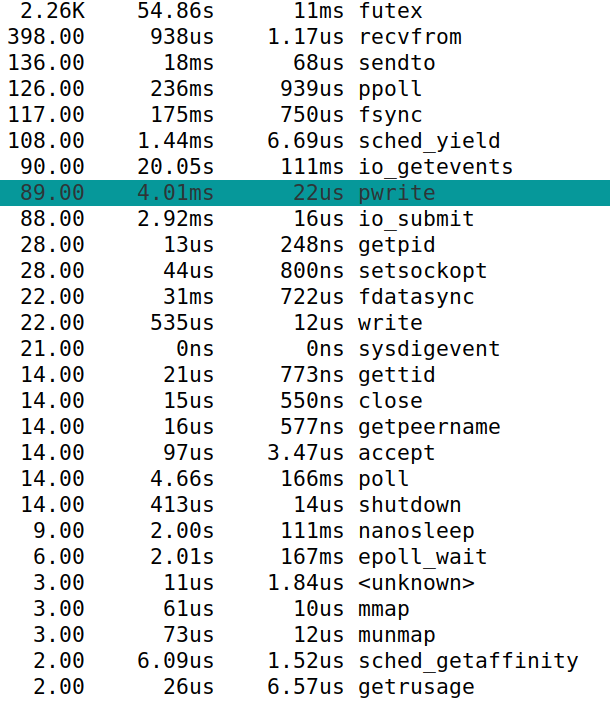 2.26K 54.86s 11ms futex
398.00 938us 1.17us recvfrom
136.00 18ms 68us sendto
126.00 236ms 939us ppoll
117.00 175ms 750us fsync
108.00 1.44ms 6.69us sched_yield
90.00 20.05s 111ms io_getevents
89.00 4.01ms 22us pwrite
88.00 2.92ms 16us io_submit
28.00 13us 248ns getpid
28.00 44us 800ns setsockopt
22.00 31ms 722us fdatasync
22.00 535us 12us write
21.00 0ns 0ns sysdigevent
14.00 21us 773ns gettid
14.00 15us 550ns close
14.00 16us 577ns getpeername
14.00 97us 3.47us accept
14.00 4.66s 166ms poll
14.00 413us 14us shutdown
9.00 2.00s 111ms nanosleep
6.00 2.01s 167ms epoll_wait
3.00 11us 1.84us <unknown>
3.00 61us 10us mmap
3.00 73us 12us munmap
2.00 6.09us 1.52us sched_getaffinity
2.00 26us 6.57us getrusage